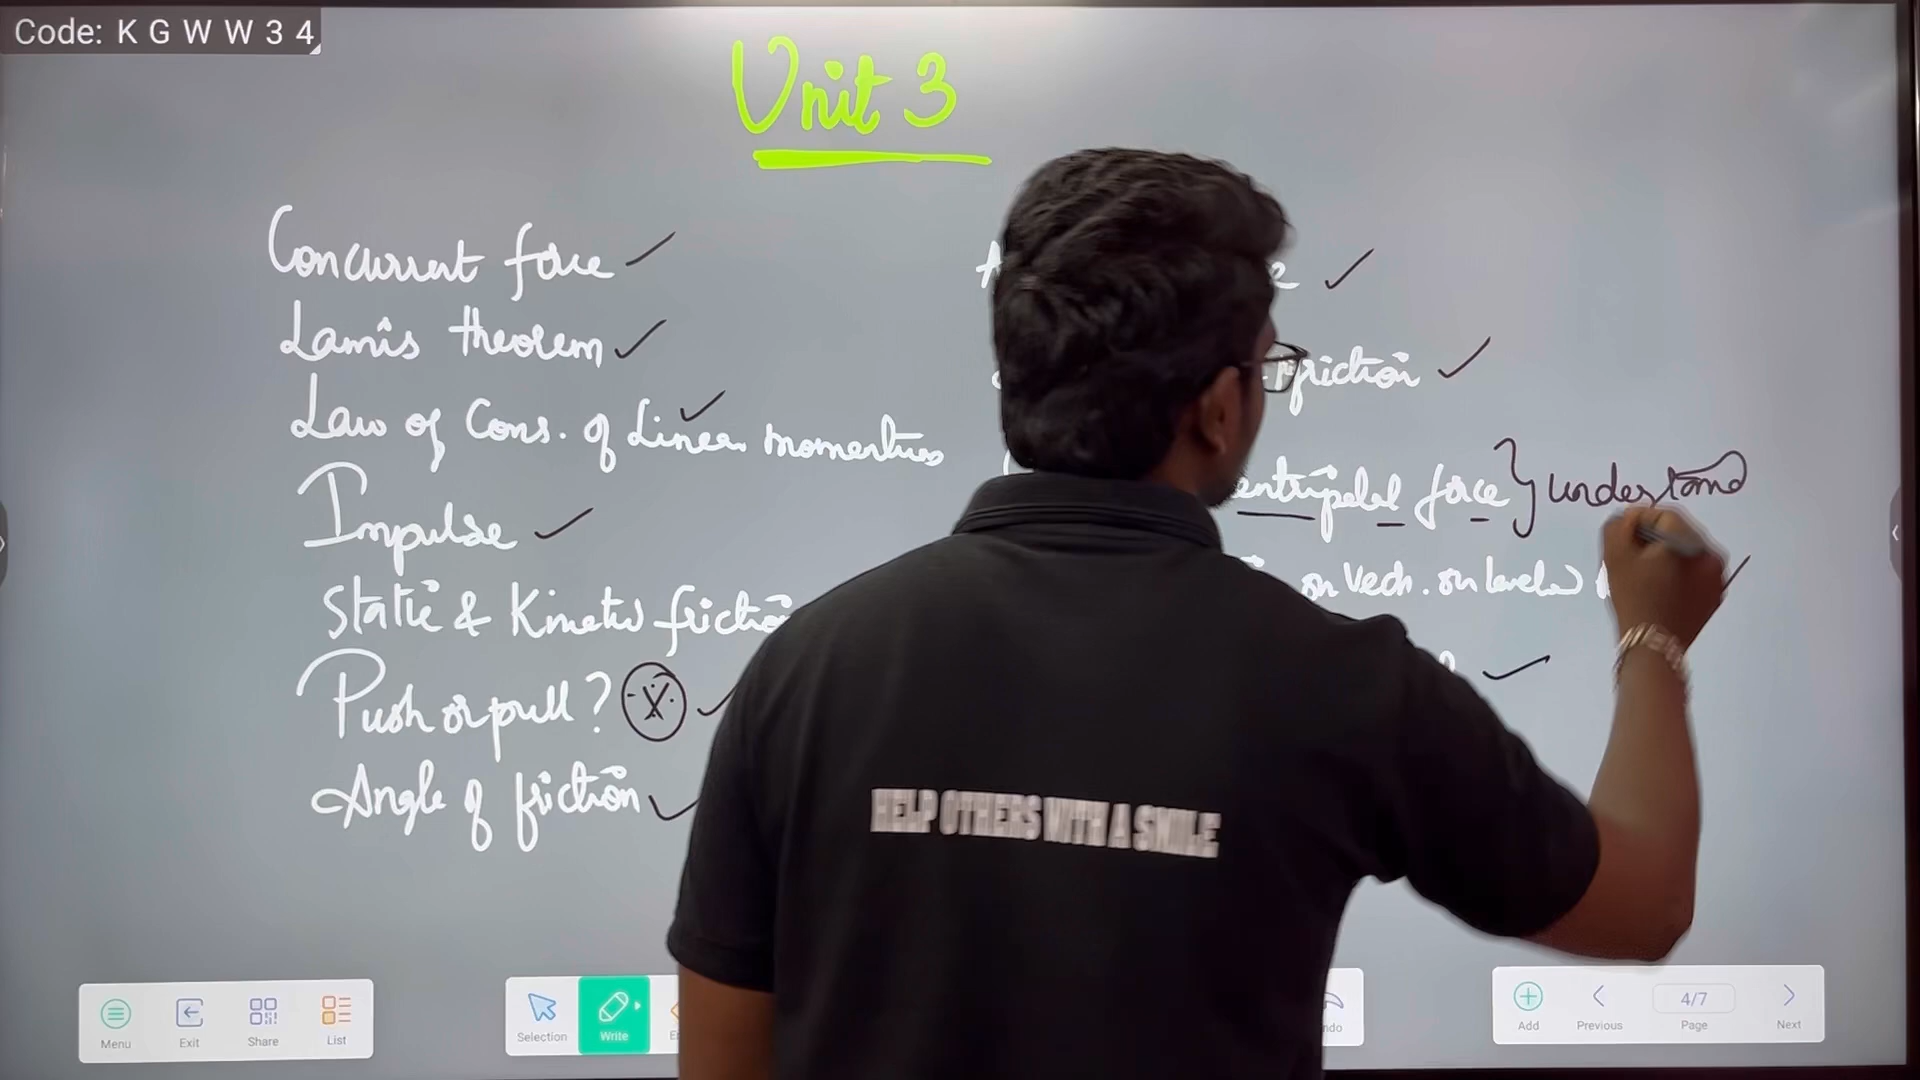 Code: K G W W 3 4
Unit 3
Concurrent force
Lami's theorem
Law of Cons. of Linear momentum
Impulse
Static & Kinetic friction
Push or pull?
Angle of friction
friction
entripetal force } understand
on Vech. on leveled
HELP OTHERS WITH A SMILE
Menu
Exit
Share
List
Selection
Write
ndo
Add
Previous
4/7
Page
Next